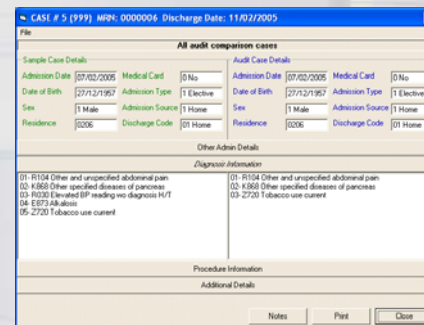 CASE # 5 (999) MRN: 0000006 Discharge Date: 11/02/2005
File
All audit comparison cases
Sample Case Details
Audit Case Details
Admission Date 07/02/2005 Medical Card 0 No
Admission Date 07/02/2005 Medical Card 0 No
Date of Birth 27/12/1957 Admission Type 1 Elective
Date of Birth 27/12/1957 Admission Type 1 Elective
Sex 1 Male Admission Source 1 Home
Sex 1 Male Admission Source 1 Home
Residence 0206 Discharge Code 01 Home
Residence 0206 Discharge Code 01 Home
Other Admin Details
Diagnosis Information
01- R104 Other and unspecified abdominal pain
02- K868 Other specified diseases of pancreas
03- R030 Elevated BP reading wo diagnosis H/T
04- E873 Alkalosis
05- Z720 Tobacco use current
01- R104 Other and unspecified abdominal pain
02- K868 Other specified diseases of pancreas
03- Z720 Tobacco use current
Procedure Information
Additional Details
Notes
Print
Close